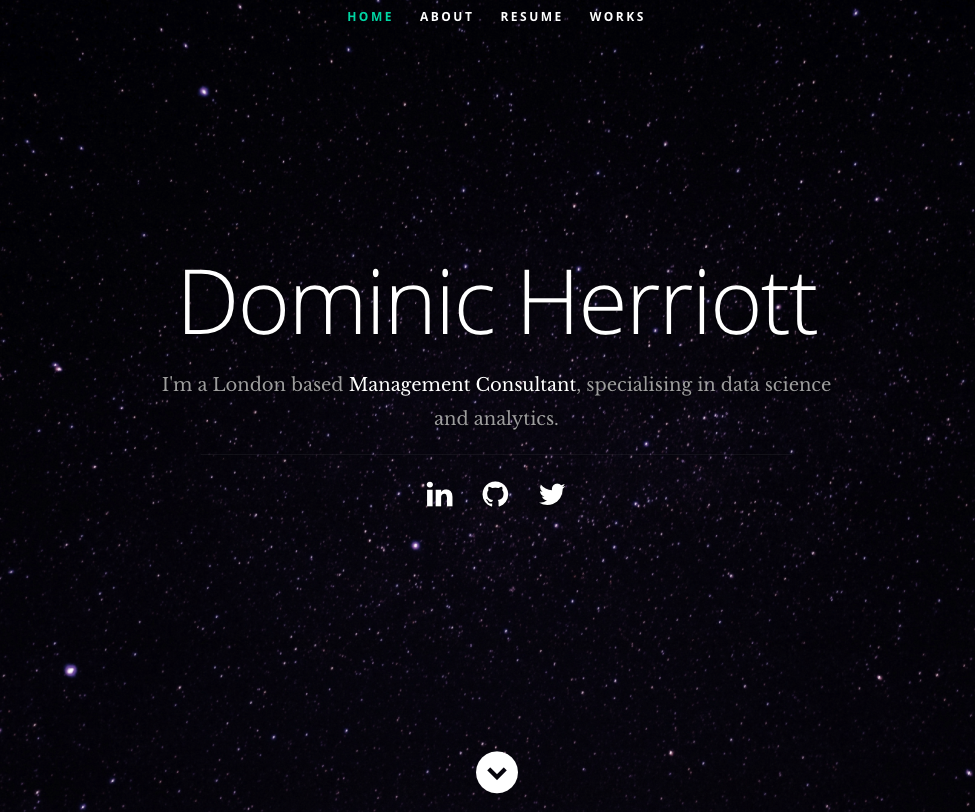 HOME ABOUT RESUME WORKS
Dominic Herriott
I'm a London based Management Consultant, specialising in data science
and analytics.